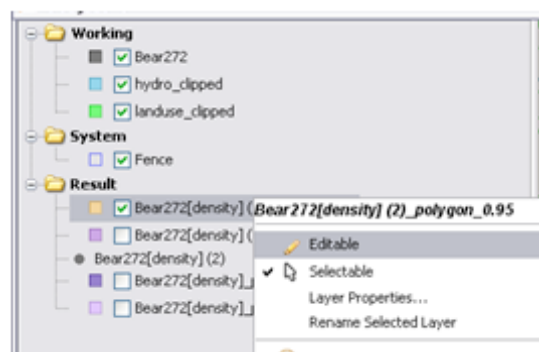 Working
Bear272
hydro_clipped
landuse_clipped
System
Fence
Result
Bear272[density] (
Bear272[density] (2)_polygon_0.95
Bear272[density] (
Editable
Bear272[density] (2)
Selectable
Bear272[density]
Layer Properties...
Bear272[density]
Rename Selected Layer